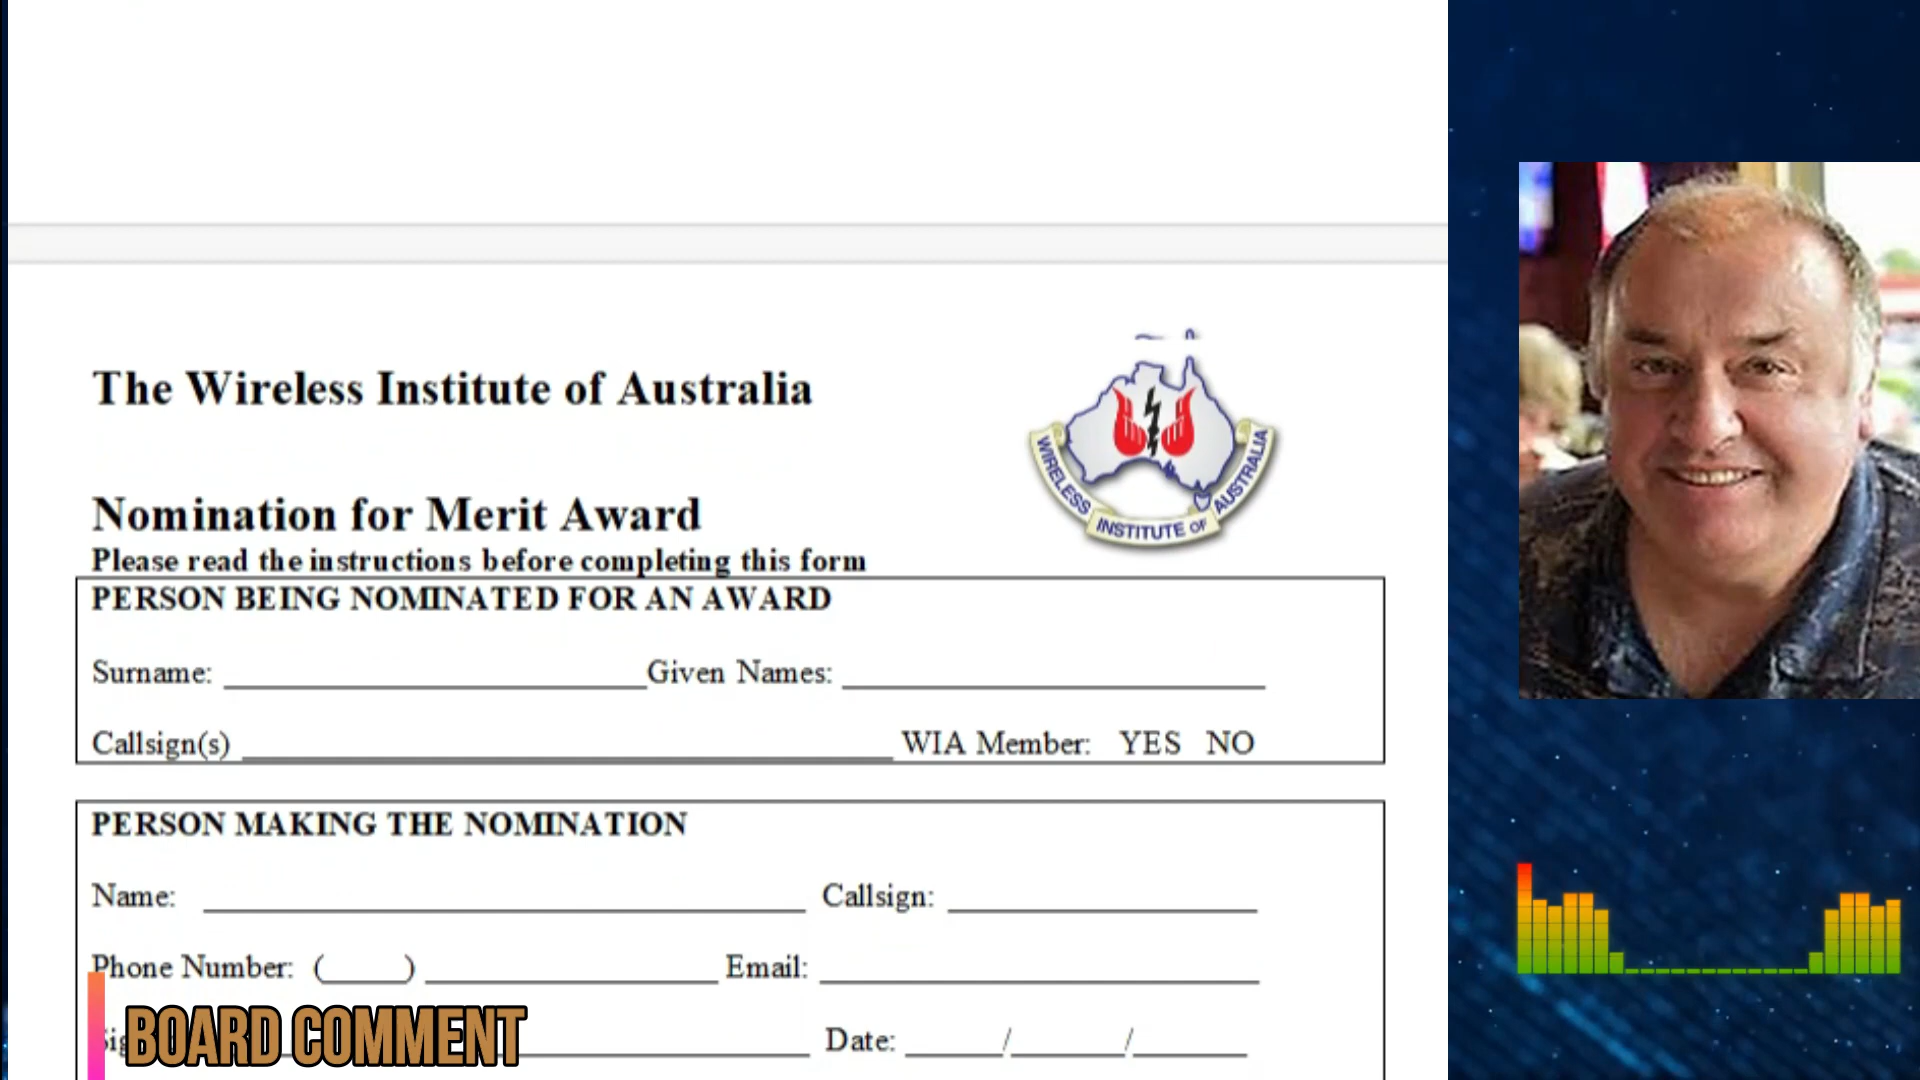 The Wireless Institute of Australia
WIRELESS INSTITUTE OF AUSTRALIA
Nomination for Merit Award
Please read the instructions before completing this form
PERSON BEING NOMINATED FOR AN AWARD
Surname: Given Names:
Callsign(s) WIA Member: YES NO
PERSON MAKING THE NOMINATION
Name: Callsign:
Phone Number: ( ) Email:
Date: / /
BOARD COMMENT